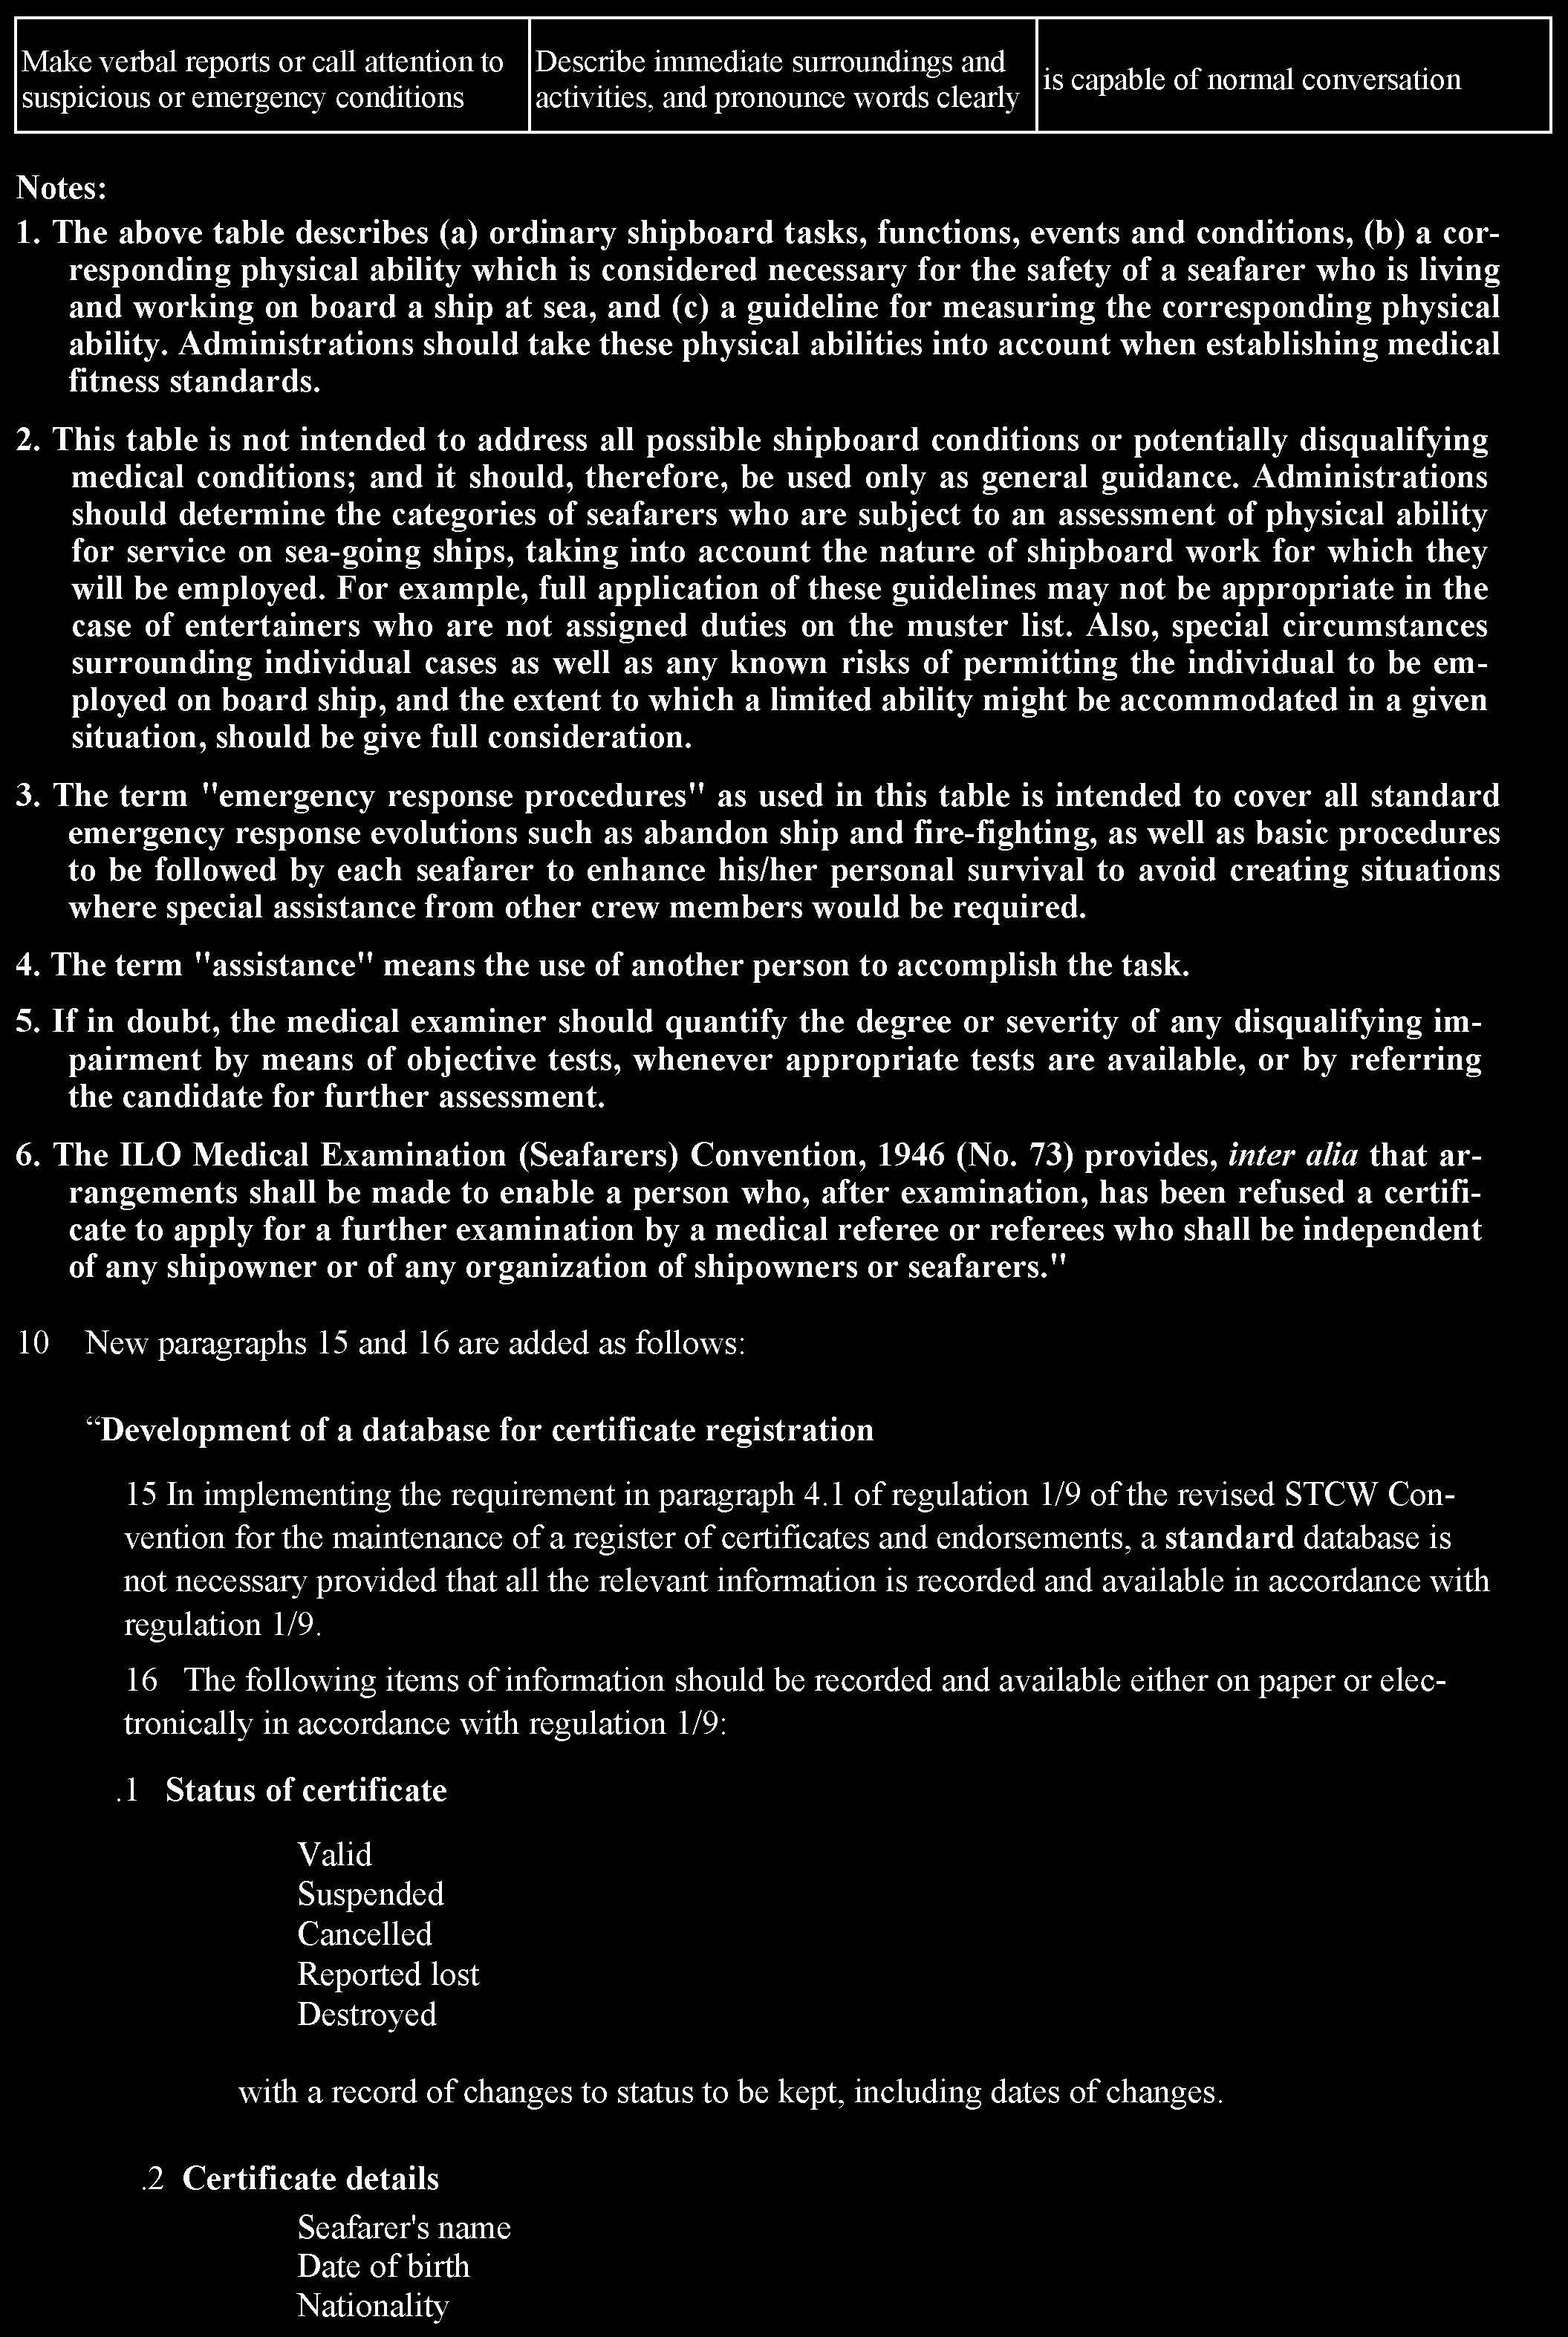 Make verbal reports or call attention to
suspicious or emergency conditions
Describe immediate surroundings and
activities, and pronounce words clearly
is capable of normal conversation
Notes:
1. The above table describes (a) ordinary shipboard tasks, functions, events and conditions, (b) a cor-
responding physical ability which is considered necessary for the safety of a seafarer who is living
and working on board a ship at sea, and (c) a guideline for measuring the corresponding physical
ability. Administrations should take these physical abilities into account when establishing medical
fitness standards.
2. This table is not intended to address all possible shipboard conditions or potentially disqualifying
medical conditions; and it should, therefore, be used only as general guidance. Administrations
should determine the categories of seafarers who are subject to an assessment of physical ability
for service on sea-going ships, taking into account the nature of shipboard work for which they
will be employed. For example, full application of these guidelines may not be appropriate in the
case of entertainers who are not assigned duties on the muster list. Also, special circumstances
surrounding individual cases as well as any known risks of permitting the individual to be em-
ployed on board ship, and the extent to which a limited ability might be accommodated in a given
situation, should be give full consideration.
3. The term "emergency response procedures" as used in this table is intended to cover all standard
emergency response evolutions such as abandon ship and fire-fighting, as well as basic procedures
to be followed by each seafarer to enhance his/her personal survival to avoid creating situations
where special assistance from other crew members would be required.
4. The term "assistance" means the use of another person to accomplish the task.
5. If in doubt, the medical examiner should quantify the degree or severity of any disqualifying im-
pairment by means of objective tests, whenever appropriate tests are available, or by referring
the candidate for further assessment.
6. The ILO Medical Examination (Seafarers) Convention, 1946 (No. 73) provides, inter alia that ar-
rangements shall be made to enable a person who, after examination, has been refused a certifi-
cate to apply for a further examination by a medical referee or referees who shall be independent
of any shipowner or of any organization of shipowners or seafarers."
10 New paragraphs 15 and 16 are added as follows:
“Development of a database for certificate registration
15 In implementing the requirement in paragraph 4.1 of regulation 1/9 of the revised STCW Con-
vention for the maintenance of a register of certificates and endorsements, a standard database is
not necessary provided that all the relevant information is recorded and available in accordance with
regulation 1/9.
16 The following items of information should be recorded and available either on paper or elec-
tronically in accordance with regulation 1/9:
.1 Status of certificate
Valid
Suspended
Cancelled
Reported lost
Destroyed
with a record of changes to status to be kept, including dates of changes.
.2 Certificate details
Seafarer's name
Date of birth
Nationality